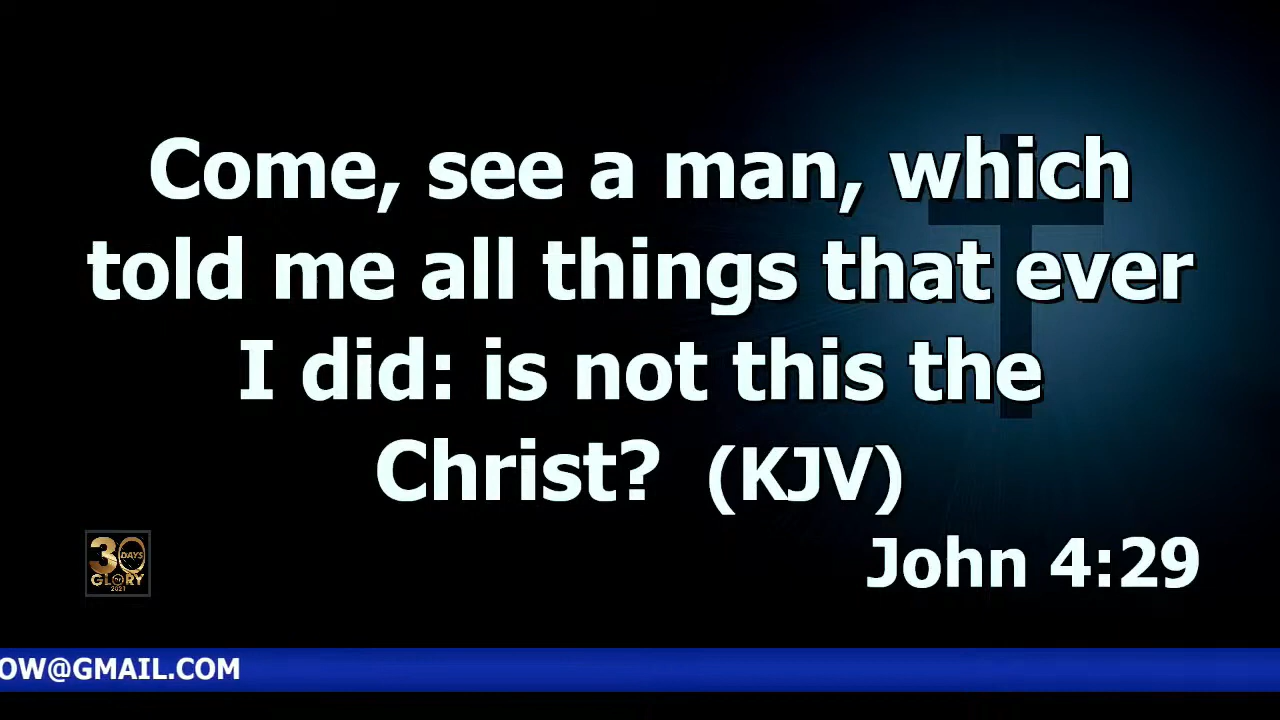 Come, see a man, which
told me all things that ever
I did: is not this the
Christ? (KJV)
John 4:29
30
DAYS
GLORY
2021
OW@GMAIL.COM